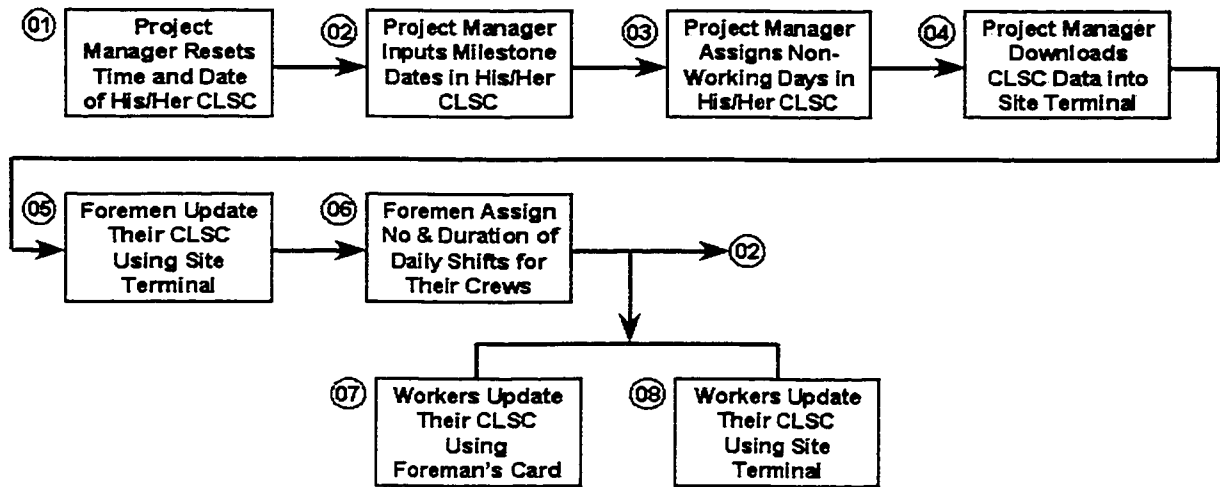 01
Project
Manager Resets
Time and Date
of His/Her CLSC
02
Project Manager
Inputs Milestone
Dates in His/Her
CLSC
03
Project Manager
Assigns Non-
Working Days in
His/Her CLSC
04
Project Manager
Downloads
CLSC Data into
Site Terminal
05
Foremen Update
Their CLSC
Using Site
Terminal
06
Foremen Assign
No & Duration of
Daily Shifts for
Their Crews
02
07
Workers Update
Their CLSC
Using
Foreman's Card
08
Workers Update
Their CLSC
Using Site
Terminal